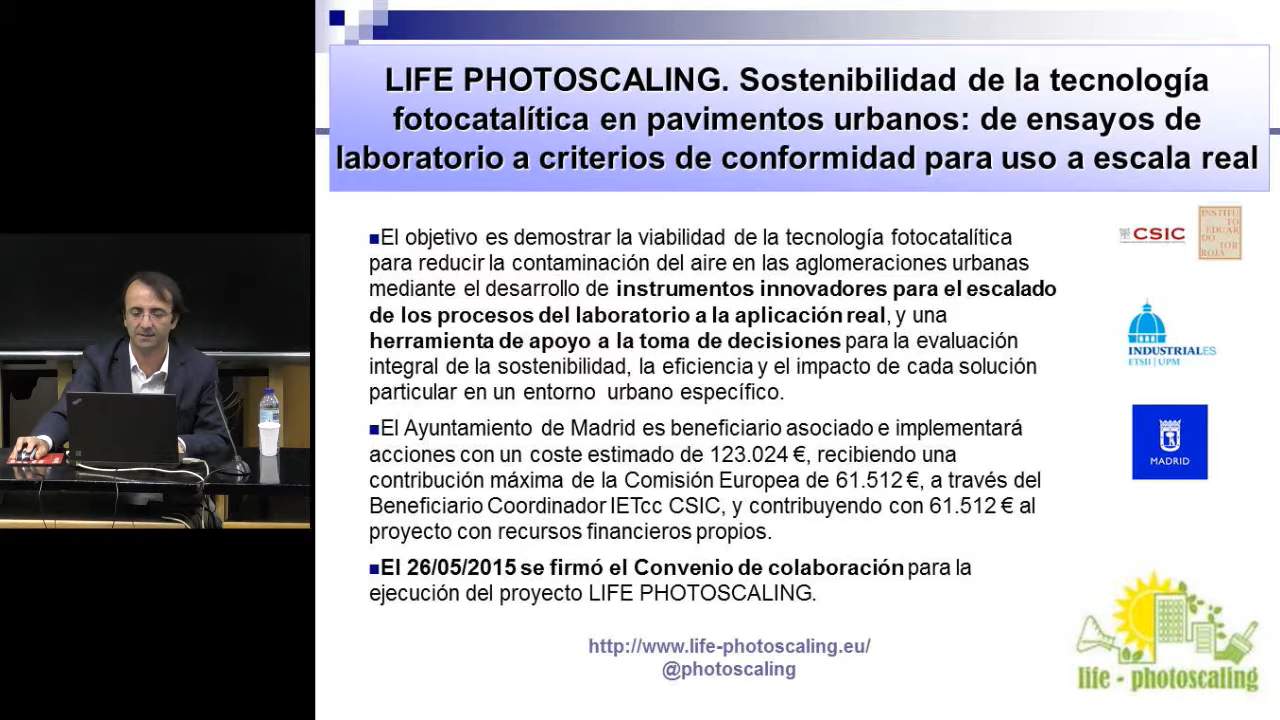 LIFE PHOTOSCALING. Sostenibilidad de la tecnología
fotocatalítica en pavimentos urbanos: de ensayos de
laboratorio a criterios de conformidad para uso a escala real
El objetivo es demostrar la viabilidad de la tecnología fotocatalítica
para reducir la contaminación del aire en las aglomeraciones urbanas
mediante el desarrollo de instrumentos innovadores para el escalado
de los procesos del laboratorio a la aplicación real, y una
herramienta de apoyo a la toma de decisiones para la evaluación
integral de la sostenibilidad, la eficiencia y el impacto de cada solución
particular en un entorno urbano específico.
El Ayuntamiento de Madrid es beneficiario asociado e implementará
acciones con un coste estimado de 123.024 €, recibiendo una
contribución máxima de la Comisión Europea de 61.512 €, a través del
Beneficiario Coordinador IETcc CSIC, y contribuyendo con 61.512 € al
proyecto con recursos financieros propios.
El 26/05/2015 se firmó el Convenio de colaboración para la
ejecución del proyecto LIFE PHOTOSCALING.
http://www.life-photoscaling.eu/
@photoscaling
CSIC
INSTITU
TO
EDUAR
DO
TOR
ROJA
INDUSTRIALES
ETSII | UPM
MADRID
life - photoscaling